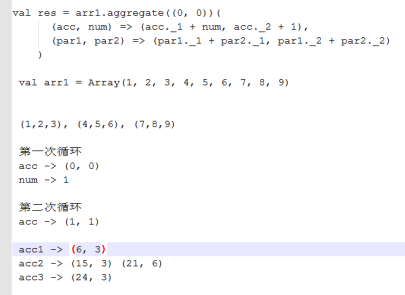 val res = arr1.aggregate((0, 0))(
(acc, num) => (acc._1 + num, acc._2 + 1),
(par1, par2) => (par1._1 + par2._1, par1._2 + par2._2)
)
val arr1 = Array(1, 2, 3, 4, 5, 6, 7, 8, 9)
(1,2,3), (4,5,6), (7,8,9)
第一次循环
acc -> (0, 0)
num -> 1
第二次循环
acc -> (1, 1)
acc1 -> (6, 3)
acc2 -> (15, 3) (21, 6)
acc3 -> (24, 3)